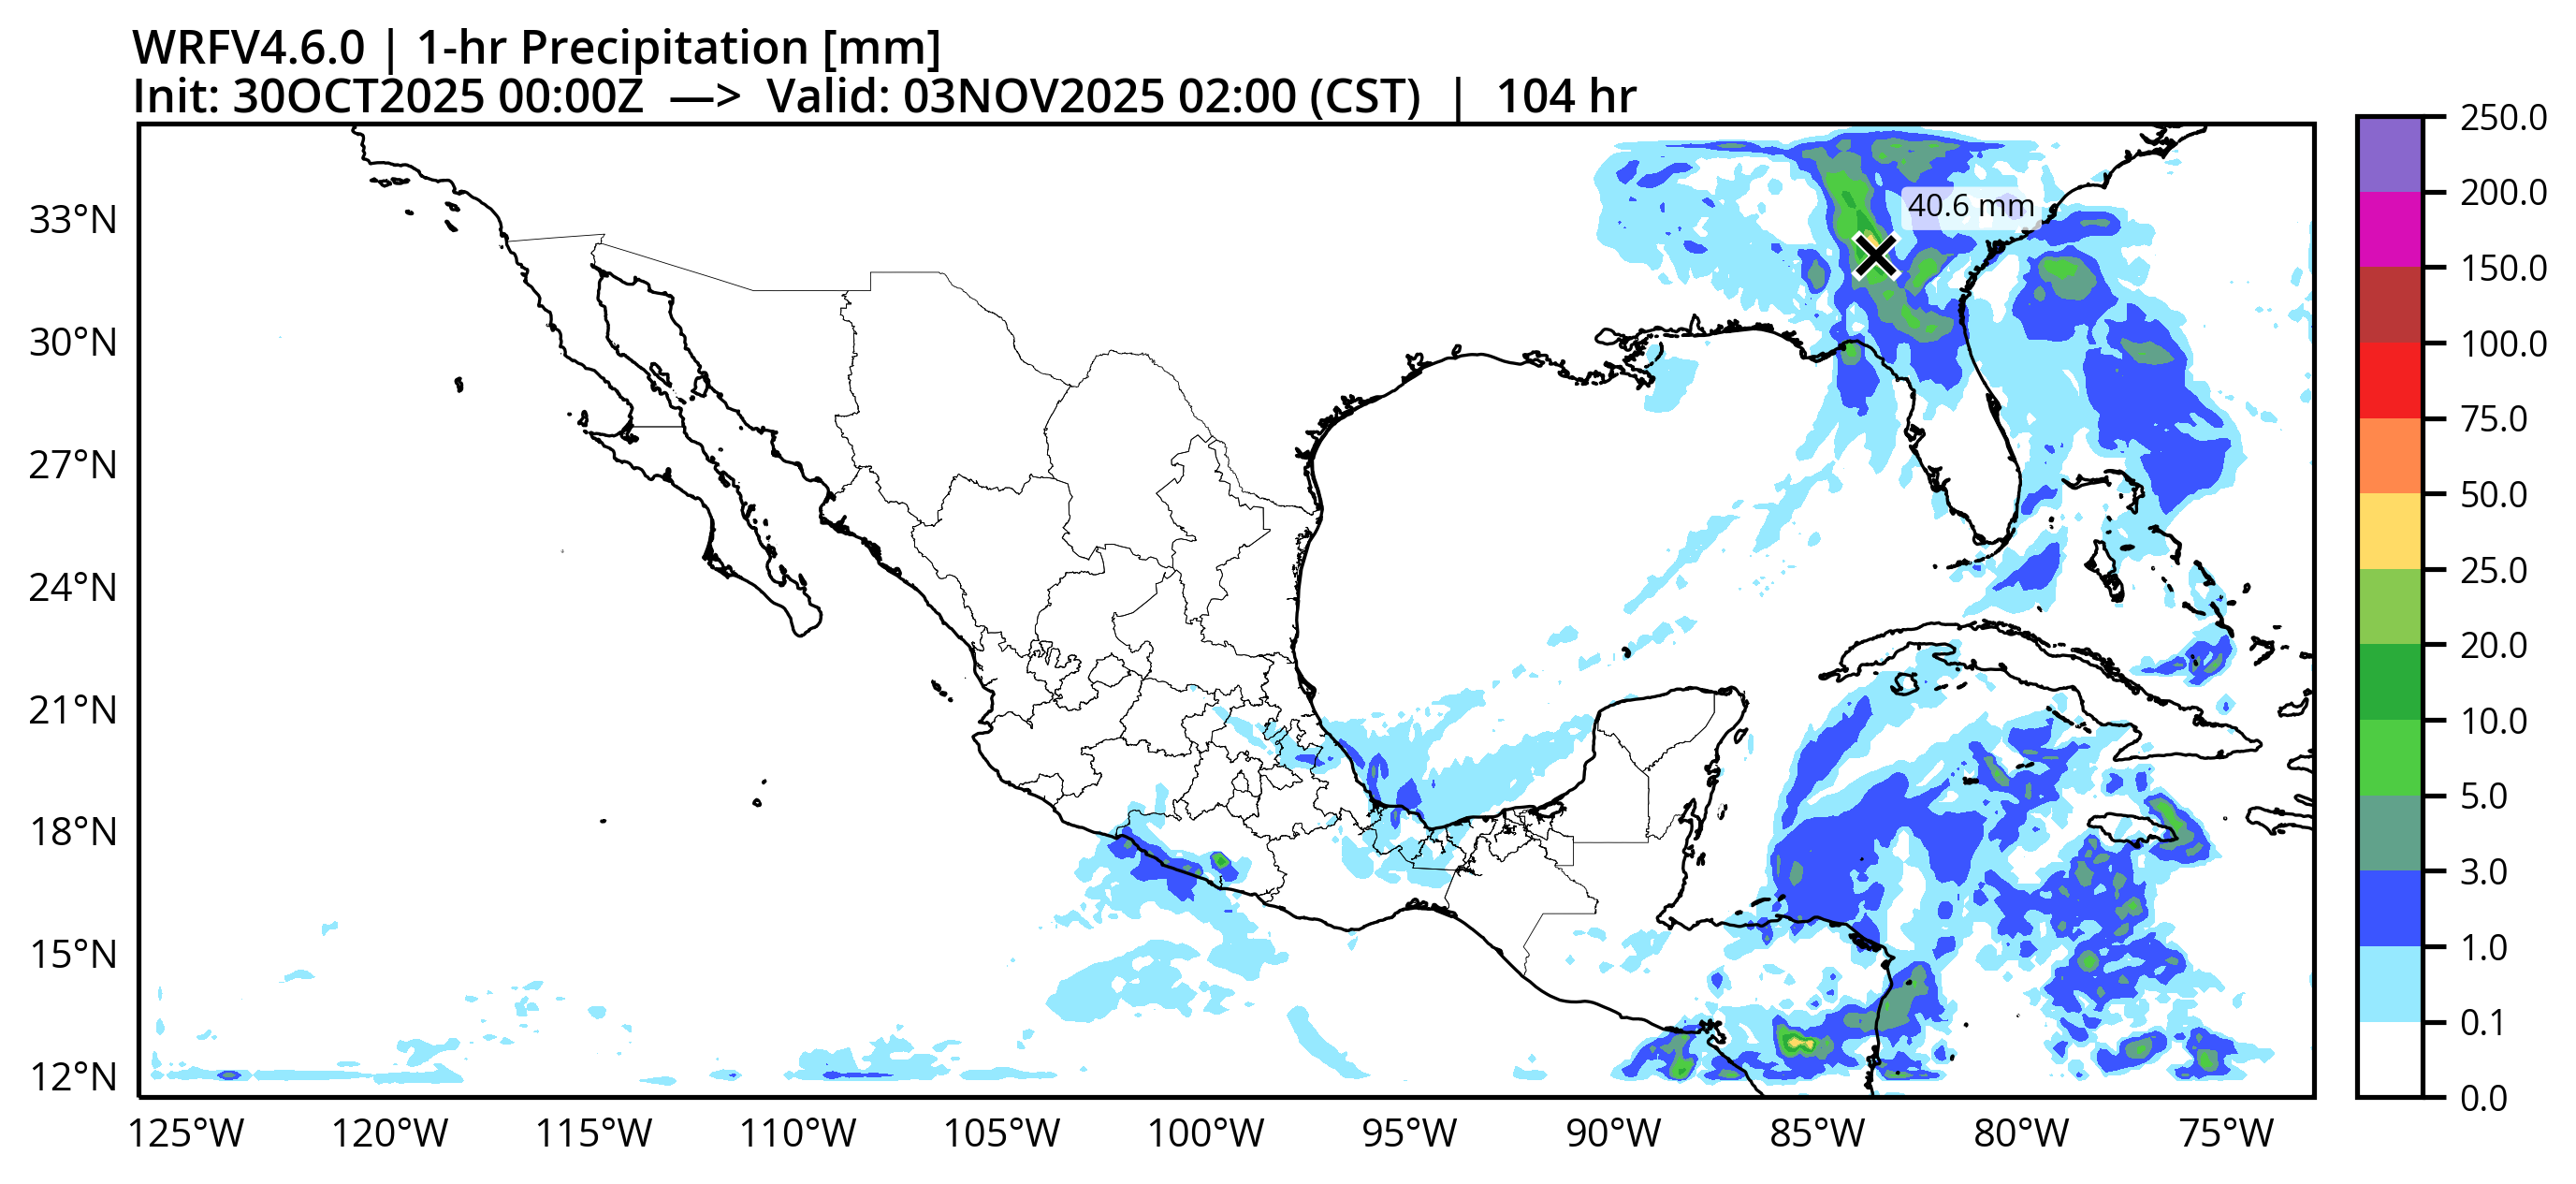 WRFV4.6.0 | 1-hr Precipitation [mm]
Init: 30OCT2025 00:00Z —> Valid: 03NOV2025 02:00 (CST) | 104 hr
40.6 mm
33°N
30°N
27°N
24°N
21°N
18°N
15°N
12°N
125°W 120°W 115°W 110°W 105°W 100°W 95°W 90°W 85°W 80°W 75°W
250.0
200.0
150.0
100.0
75.0
50.0
25.0
20.0
10.0
5.0
3.0
1.0
0.1
0.0